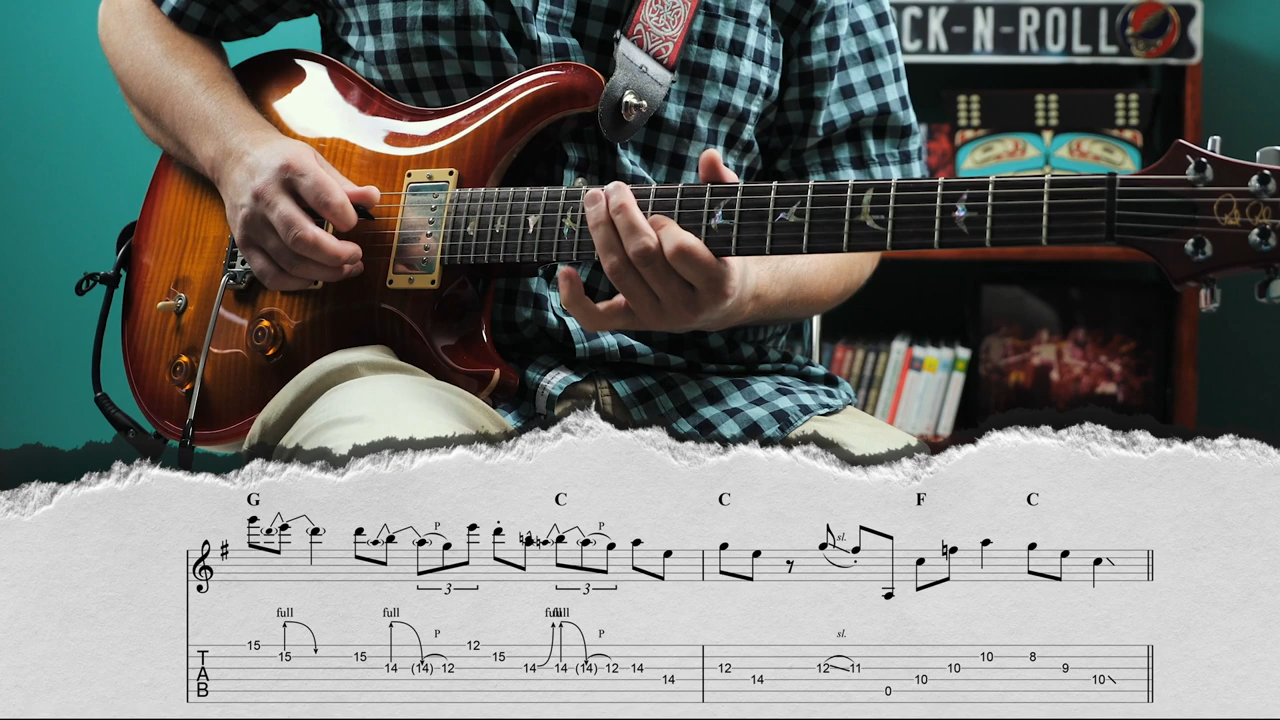 CK-N-ROLL
G C C F C
P P sl.
3 3
full full full full
P P sl.
15 12 10 8
15 15 15 10 9
14 (14) 12 14 14 (14) 12 14 12 12 11 10
14 14 10 10
0
T
A
B